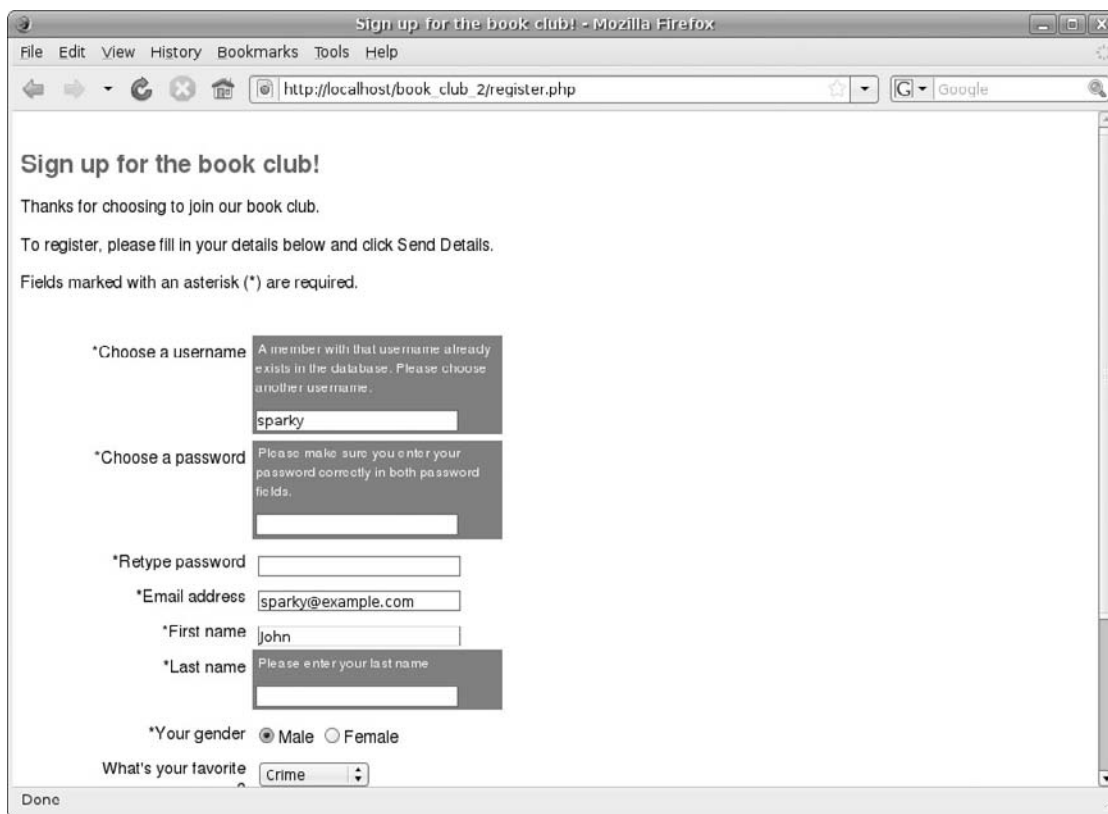 Sign up for the book club! - Mozilla Firefox
File Edit View History Bookmarks Tools Help
http://localhost/book_club_2/register.php
G Google
Sign up for the book club!
Thanks for choosing to join our book club.
To register, please fill in your details below and click Send Details.
Fields marked with an asterisk (*) are required.
*Choose a username
A member with that username already
exists in the database. Please choose
another username.
sparky
*Choose a password
Please make sure you enter your
password correctly in both password
fields.
*Retype password
*Email address sparky@example.com
*First name John
*Last name Please enter your last name
*Your gender Male Female
What's your favorite Crime
Done